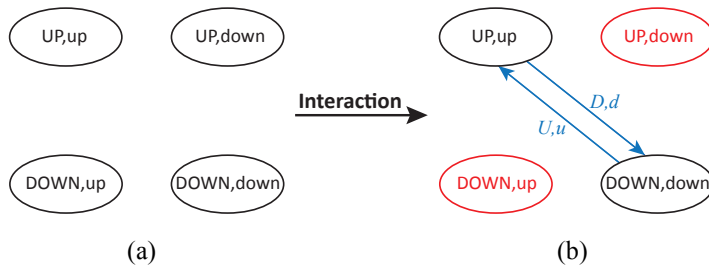 UP,up
UP,down
UP,up
UP,down
Interaction
D,d
U,u
DOWN,up
DOWN,down
DOWN,up
DOWN,down
(a)
(b)